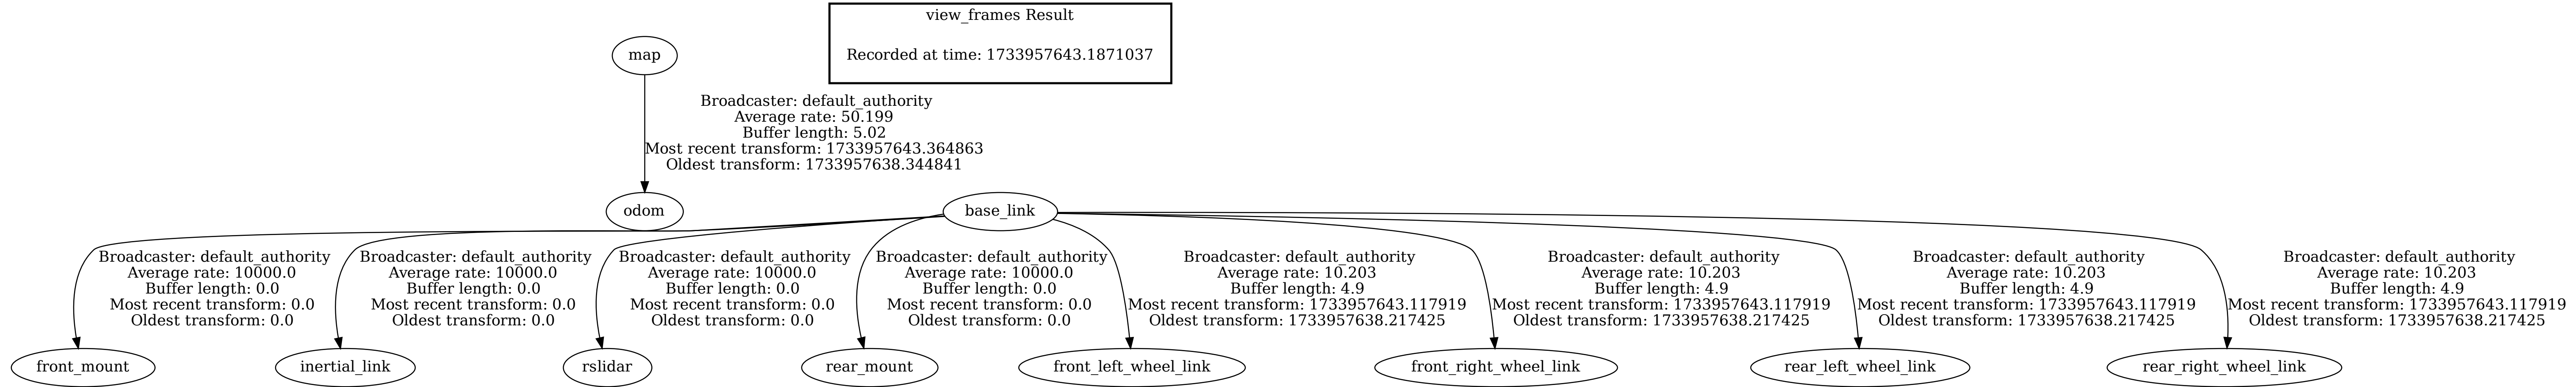 view_frames Result
Recorded at time: 1733957643.1871037
map
Broadcaster: default_authority
Average rate: 50.199
Buffer length: 5.02
Most recent transform: 1733957643.364863
Oldest transform: 1733957638.344841
odom
base_link
Broadcaster: default_authority
Average rate: 10000.0
Buffer length: 0.0
Most recent transform: 0.0
Oldest transform: 0.0
Broadcaster: default_authority
Average rate: 10000.0
Buffer length: 0.0
Most recent transform: 0.0
Oldest transform: 0.0
Broadcaster: default_authority
Average rate: 10000.0
Buffer length: 0.0
Most recent transform: 0.0
Oldest transform: 0.0
Broadcaster: default_authority
Average rate: 10000.0
Buffer length: 0.0
Most recent transform: 0.0
Oldest transform: 0.0
Broadcaster: default_authority
Average rate: 10.203
Buffer length: 4.9
Most recent transform: 1733957643.117919
Oldest transform: 1733957638.217425
Broadcaster: default_authority
Average rate: 10.203
Buffer length: 4.9
Most recent transform: 1733957643.117919
Oldest transform: 1733957638.217425
Broadcaster: default_authority
Average rate: 10.203
Buffer length: 4.9
Most recent transform: 1733957643.117919
Oldest transform: 1733957638.217425
Broadcaster: default_authority
Average rate: 10.203
Buffer length: 4.9
Most recent transform: 1733957643.117919
Oldest transform: 1733957638.217425
front_mount
inertial_link
rslidar
rear_mount
front_left_wheel_link
front_right_wheel_link
rear_left_wheel_link
rear_right_wheel_link